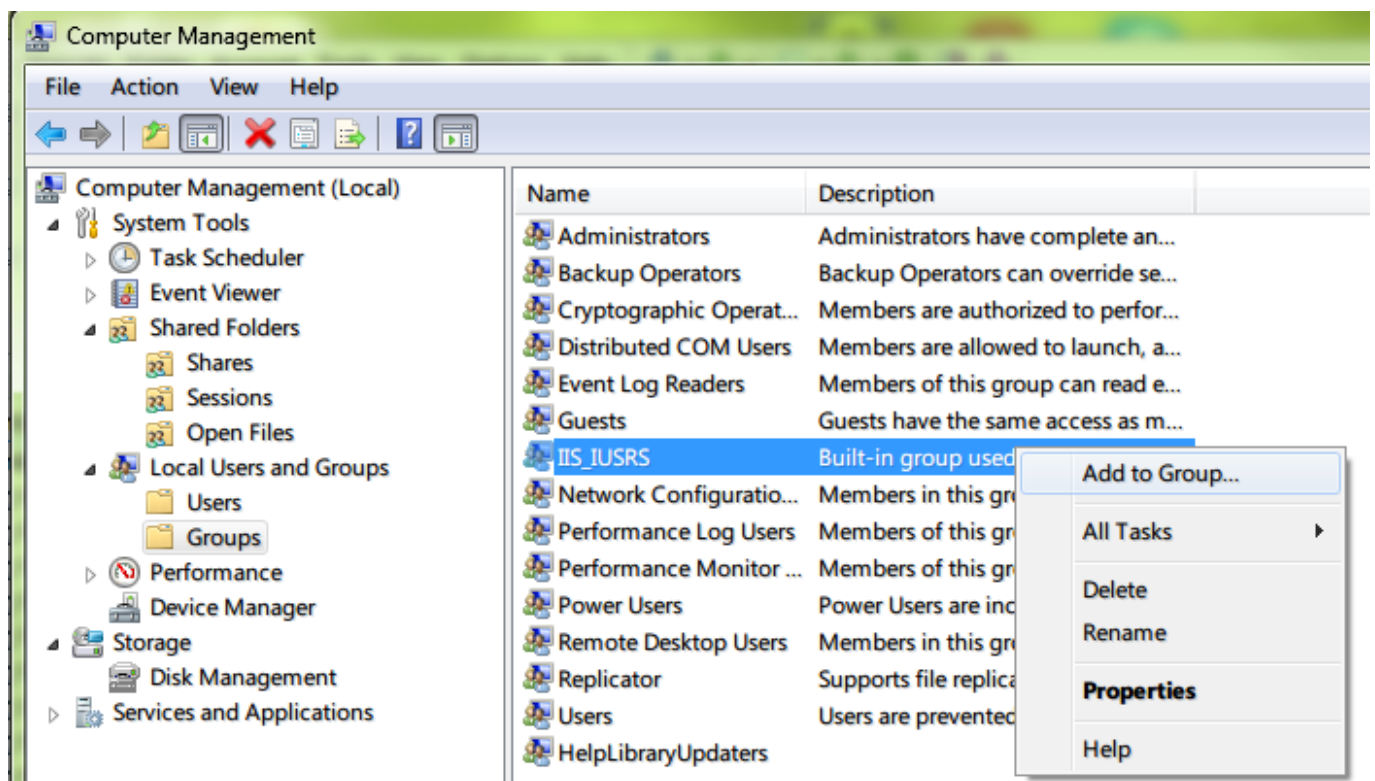 Computer Management
File Action View Help
Computer Management (Local)
System Tools
Task Scheduler
Event Viewer
Shared Folders
Shares
Sessions
Open Files
Local Users and Groups
Users
Groups
Performance
Device Manager
Storage
Disk Management
Services and Applications
Name Description
Administrators Administrators have complete an...
Backup Operators Backup Operators can override se...
Cryptographic Operat... Members are authorized to perfor...
Distributed COM Users Members are allowed to launch, a...
Event Log Readers Members of this group can read e...
Guests Guests have the same access as m...
IIS_IUSRS Built-in group used
Network Configuratio... Members in this gr
Performance Log Users Members of this gr
Performance Monitor ... Members of this gr
Power Users Power Users are inc
Remote Desktop Users Members in this gr
Replicator Supports file replica
Users Users are prevented
HelpLibraryUpdaters
Add to Group...
All Tasks
Delete
Rename
Properties
Help